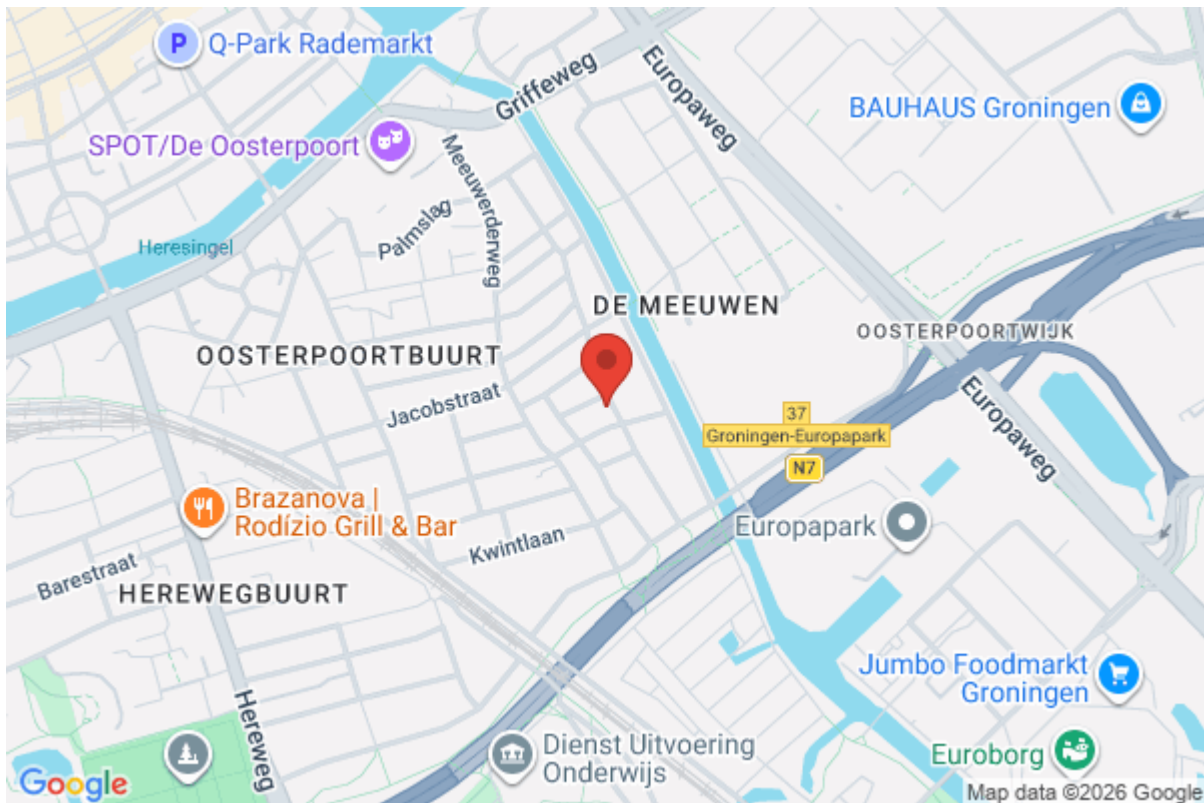 Q-Park Rademarkt
Griffeweg
Europaweg
BAUHAUS Groningen
SPOT/De Oosterpoort
Meeuwerderweg
Palmslag
Heresingel
DE MEEUWEN
OOSTERPOORTWIJK
OOSTERPOORTBUURT
Jacobstraat
Europaweg
37
Groningen-Europapark
N7
Brazanova |
Rodízio Grill & Bar
Europapark
Kwintlaan
Barestraat
HEREWEGBUURT
Jumbo Foodmarkt
Groningen
Hereweg
Dienst Uitvoering
Onderwijs
Euroborg
Google
Map data ©2026 Google